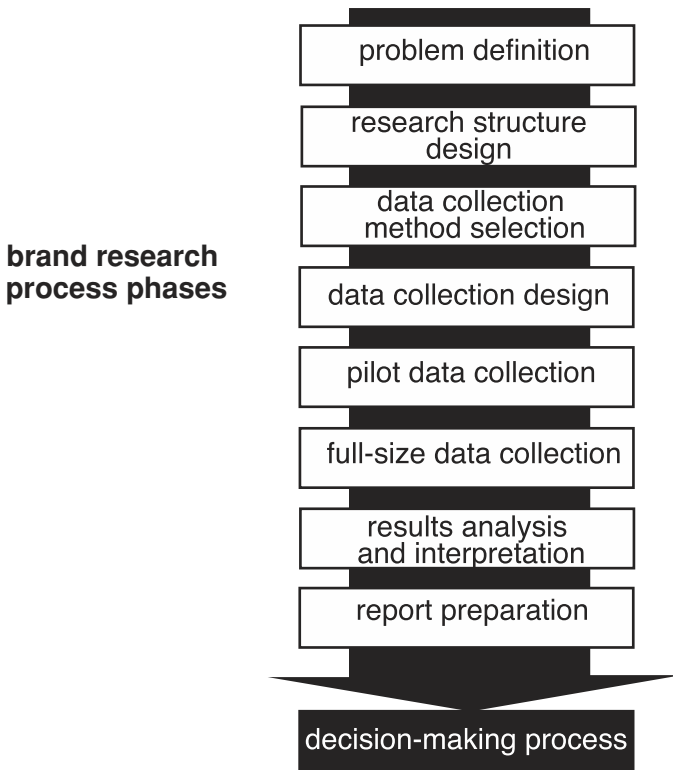 problem definition
research structure
design
data collection
method selection
brand research
process phases
data collection design
pilot data collection
full-size data collection
results analysis
and interpretation
report preparation
decision-making process